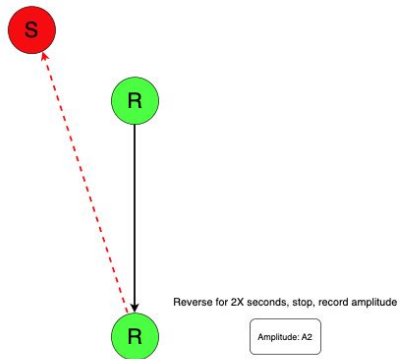 S
R
Reverse for 2X seconds, stop, record amplitude
R
Amplitude: A2